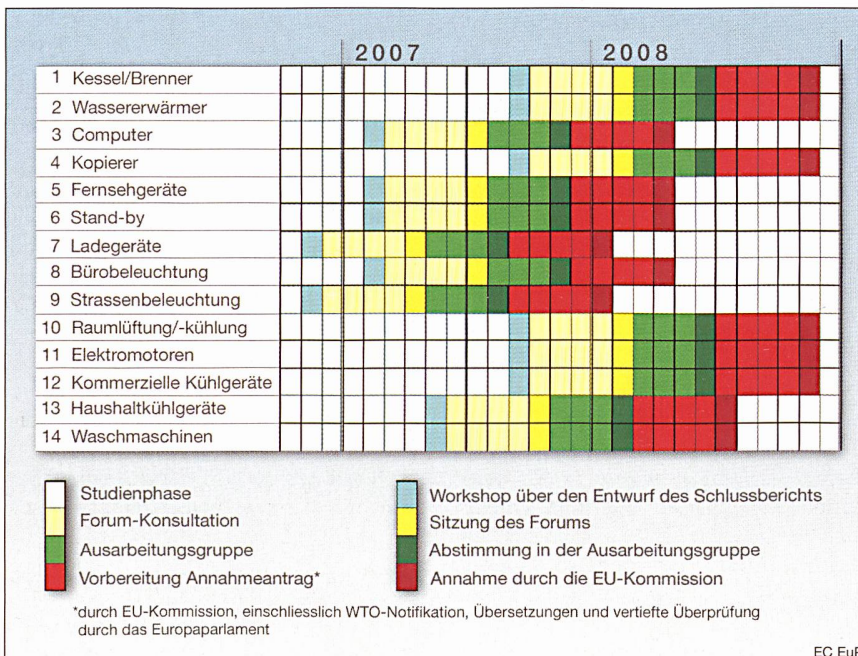 2007 2008
1 Kessel/Brenner
2 Wassererwärmer
3 Computer
4 Kopierer
5 Fernsehgeräte
6 Stand-by
7 Ladegeräte
8 Bürobeleuchtung
9 Strassenbeleuchtung
10 Raumlüftung/-kühlung
11 Elektromotoren
12 Kommerzielle Kühlgeräte
13 Haushaltkühlgeräte
14 Waschmaschinen
Studienphase
Forum-Konsultation
Ausarbeitungsgruppe
Vorbereitung Annahmeantrag*
Workshop über den Entwurf des Schlussberichts
Sitzung des Forums
Abstimmung in der Ausarbeitungsgruppe
Annahme durch die EU-Kommission
*durch EU-Kommission, einschliesslich WTO-Notifikation, Übersetzungen und vertiefte Überprüfung
durch das Europaparlament
EC